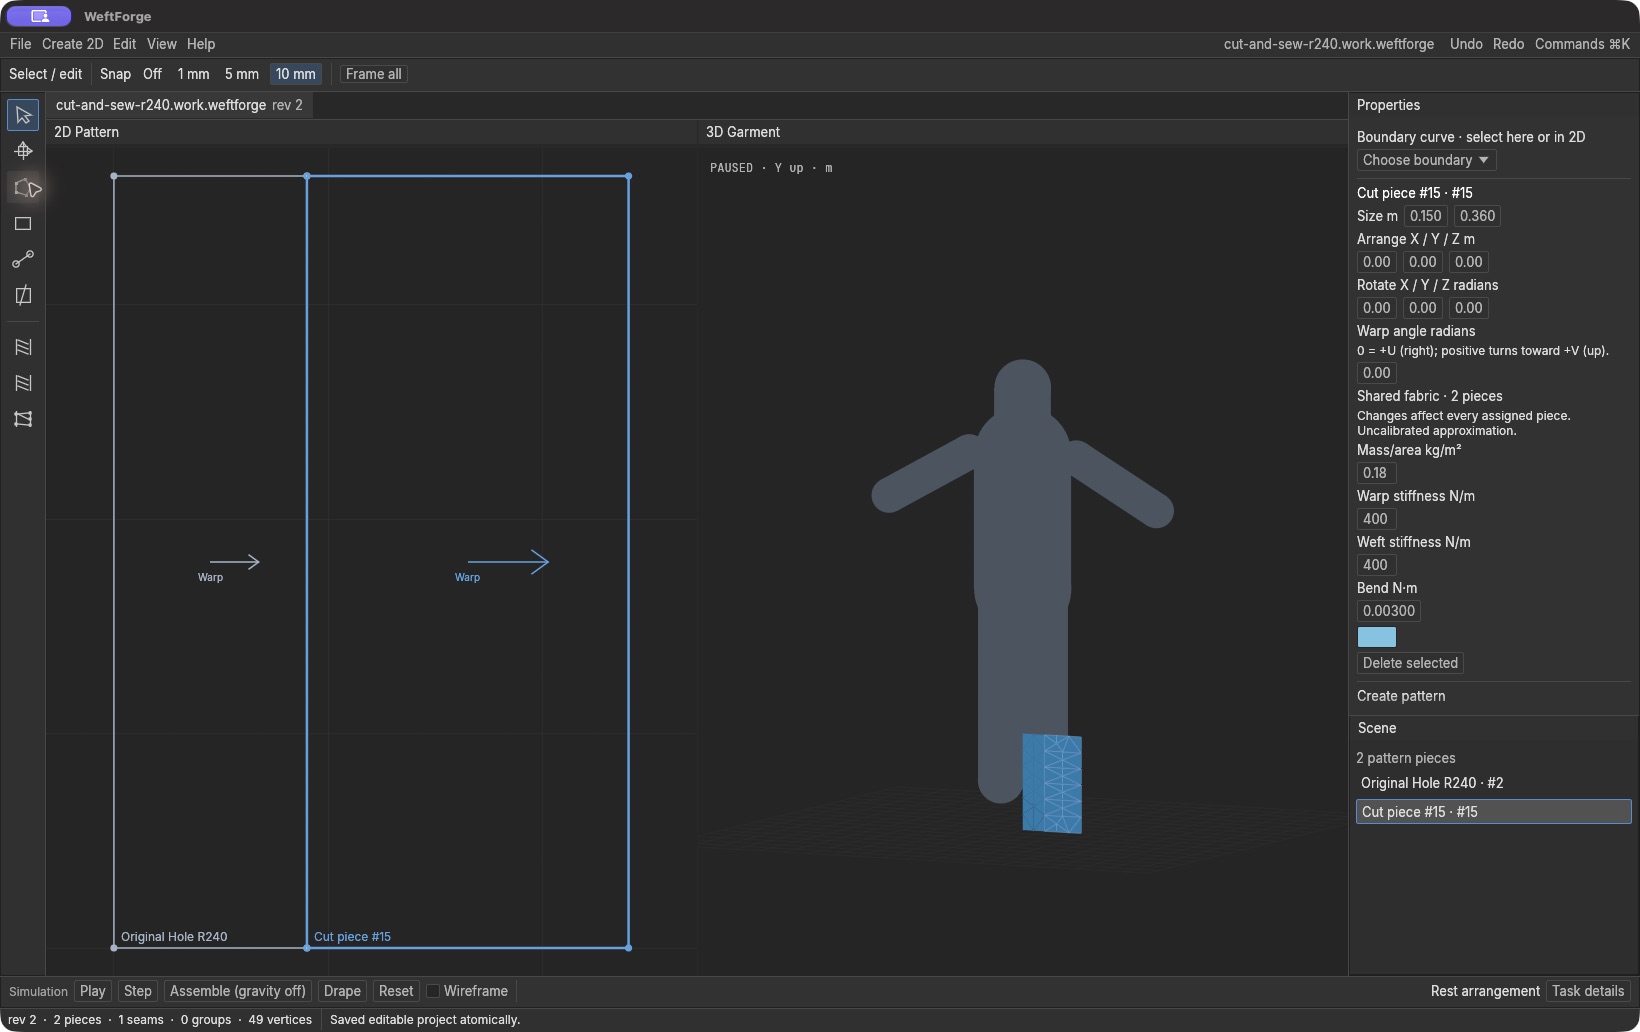 WeftForge
File Create 2D Edit View Help
cut-and-sew-r240.work.weftforge Undo Redo Commands ⌘K
Select / edit Snap Off 1 mm 5 mm 10 mm Frame all
cut-and-sew-r240.work.weftforge rev 2
2D Pattern
Warp
Warp
Original Hole R240
Cut piece #15
3D Garment
PAUSED · Y up · m
Properties
Boundary curve · select here or in 2D
Choose boundary
Cut piece #15 · #15
Size m 0.150 0.360
Arrange X / Y / Z m
0.00 0.00 0.00
Rotate X / Y / Z radians
0.00 0.00 0.00
Warp angle radians
0 = +U (right); positive turns toward +V (up).
0.00
Shared fabric · 2 pieces
Changes affect every assigned piece.
Uncalibrated approximation.
Mass/area kg/m²
0.18
Warp stiffness N/m
400
Weft stiffness N/m
400
Bend N·m
0.00300
Delete selected
Create pattern
Scene
2 pattern pieces
Original Hole R240 · #2
Cut piece #15 · #15
Simulation Play Step Assemble (gravity off) Drape Reset Wireframe
Rest arrangement Task details
rev 2 · 2 pieces · 1 seams · 0 groups · 49 vertices Saved editable project atomically.